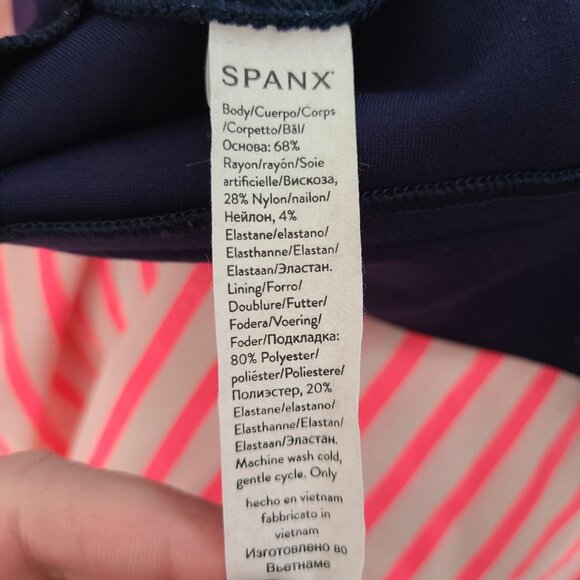 SPANX®
Body/Cuerpo/Corps
/Corpetto/Bål/
Основа: 68%
Rayon/rayón/Soie
artificielle/Вискоза,
28% Nylon/nailon/
Нейлон, 4%
Elastane/elastano/
Elasthanne/Elastan/
Elastaan/Эластан.
Lining/Forro/
Doublure/Futter/
Fodera/Voering/
Foder/Подкладка:
80% Polyester/
poliéster/Poliestere/
Полиэстер, 20%
Elastane/elastano/
Elasthanne/Elastan/
Elastaan/Эластан.
Machine wash cold,
gentle cycle. Only
hecho en vietnam
fabbricato in
vietnam
Изготовлено во
Вьетнаме